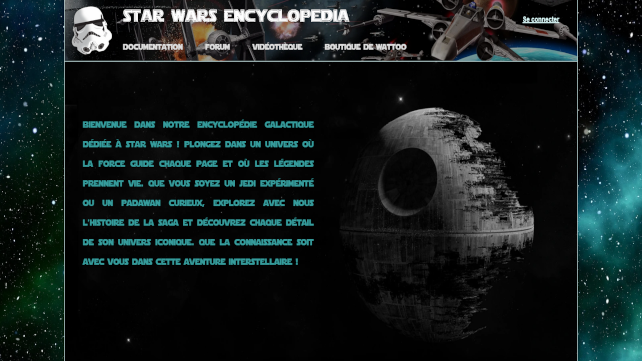 STAR WARS ENCYCLOPEDIA
Se connecter
DOCUMENTATION FORUM VIDÉOTHÈQUE BOUTIQUE DE WATTOO
BIENVENUE DANS NOTRE ENCYCLOPÉDIE GALACTIQUE
DÉDIÉE À STAR WARS ! PLONGEZ DANS UN UNIVERS OÙ
LA FORCE GUIDE CHAQUE PAGE ET OÙ LES LÉGENDES
PRENNENT VIE. QUE VOUS SOYEZ UN JEDI EXPÉRIMENTÉ
OU UN PADAWAN CURIEUX, EXPLOREZ AVEC NOUS
L'HISTOIRE DE LA SAGA ET DÉCOUVREZ CHAQUE DÉTAIL
DE SON UNIVERS ICONIQUE. QUE LA CONNAISSANCE SOIT
AVEC VOUS DANS CETTE AVENTURE INTERSTELLAIRE !